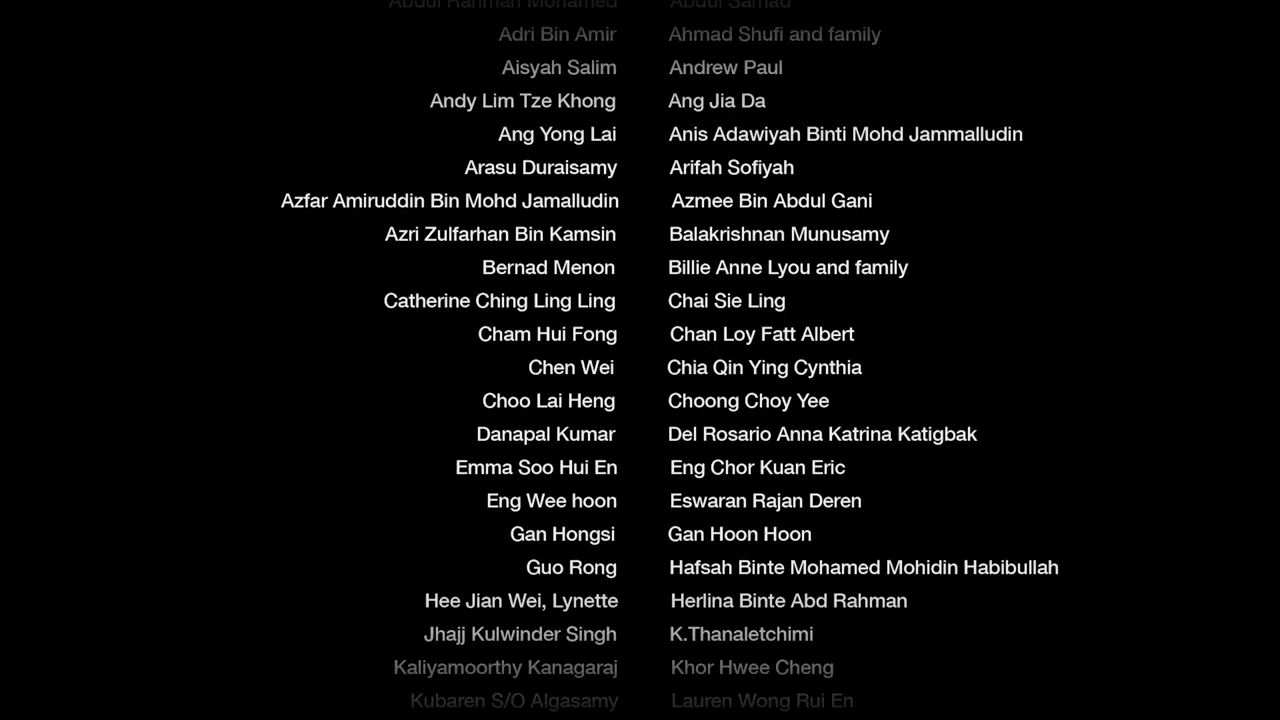 Abdul Rahman Mohamed Abdul Samad
Adri Bin Amir Ahmad Shufi and family
Aisyah Salim Andrew Paul
Andy Lim Tze Khong Ang Jia Da
Ang Yong Lai Anis Adawiyah Binti Mohd Jammalludin
Arasu Duraisamy Arifah Sofiyah
Azfar Amiruddin Bin Mohd Jamalludin Azmee Bin Abdul Gani
Azri Zulfarhan Bin Kamsin Balakrishnan Munusamy
Bernad Menon Billie Anne Lyou and family
Catherine Ching Ling Ling Chai Sie Ling
Cham Hui Fong Chan Loy Fatt Albert
Chen Wei Chia Qin Ying Cynthia
Choo Lai Heng Choong Choy Yee
Danapal Kumar Del Rosario Anna Katrina Katigbak
Emma Soo Hui En Eng Chor Kuan Eric
Eng Wee hoon Eswaran Rajan Deren
Gan Hongsi Gan Hoon Hoon
Guo Rong Hafsah Binte Mohamed Mohidin Habibullah
Hee Jian Wei, Lynette Herlina Binte Abd Rahman
Jhajj Kulwinder Singh K.Thanaletchimi
Kaliyamoorthy Kanagaraj Khor Hwee Cheng
Kubaren S/O Algasamy Lauren Wong Rui En